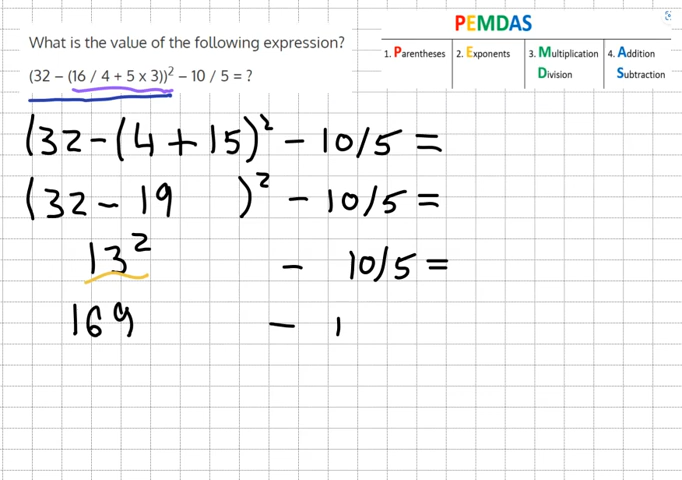 PEMDAS
What is the value of the following expression?
(32 – (16 / 4 + 5 x 3))² – 10 / 5 = ?
1. Parentheses 2. Exponents 3. Multiplication Division 4. Addition Subtraction
(32 - (4 + 15)² - 10/5 =
(32 - 19 )² - 10/5 =
13² - 10/5 =
169 - 1